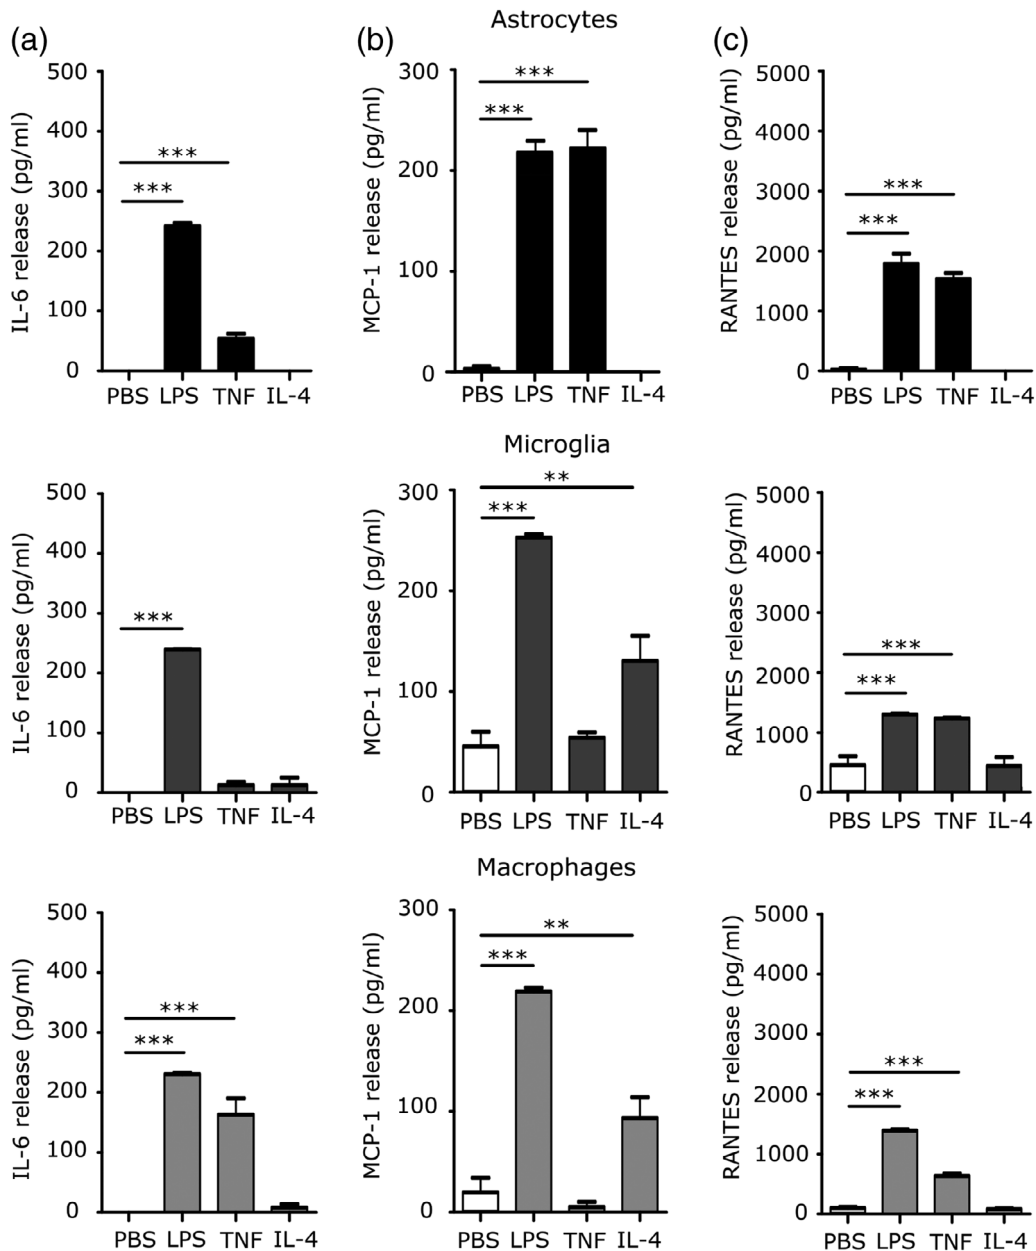 Astrocytes
(a)
IL-6 release (pg/ml)
500
400
300
200
100
0
***
***
PBS LPS TNF IL-4
(b)
MCP-1 release (pg/ml)
300
200
100
0
***
***
PBS LPS TNF IL-4
(c)
RANTES release (pg/ml)
5000
4000
3000
2000
1000
0
***
***
PBS LPS TNF IL-4
Microglia
IL-6 release (pg/ml)
500
400
300
200
100
0
***
PBS LPS TNF IL-4
MCP-1 release (pg/ml)
300
200
100
0
**
***
PBS LPS TNF IL-4
RANTES release (pg/ml)
5000
4000
3000
2000
1000
0
***
***
PBS LPS TNF IL-4
Macrophages
IL-6 release (pg/ml)
500
400
300
200
100
0
***
***
PBS LPS TNF IL-4
MCP-1 release (pg/ml)
300
200
100
0
**
***
PBS LPS TNF IL-4
RANTES release (pg/ml)
5000
4000
3000
2000
1000
0
***
***
PBS LPS TNF IL-4